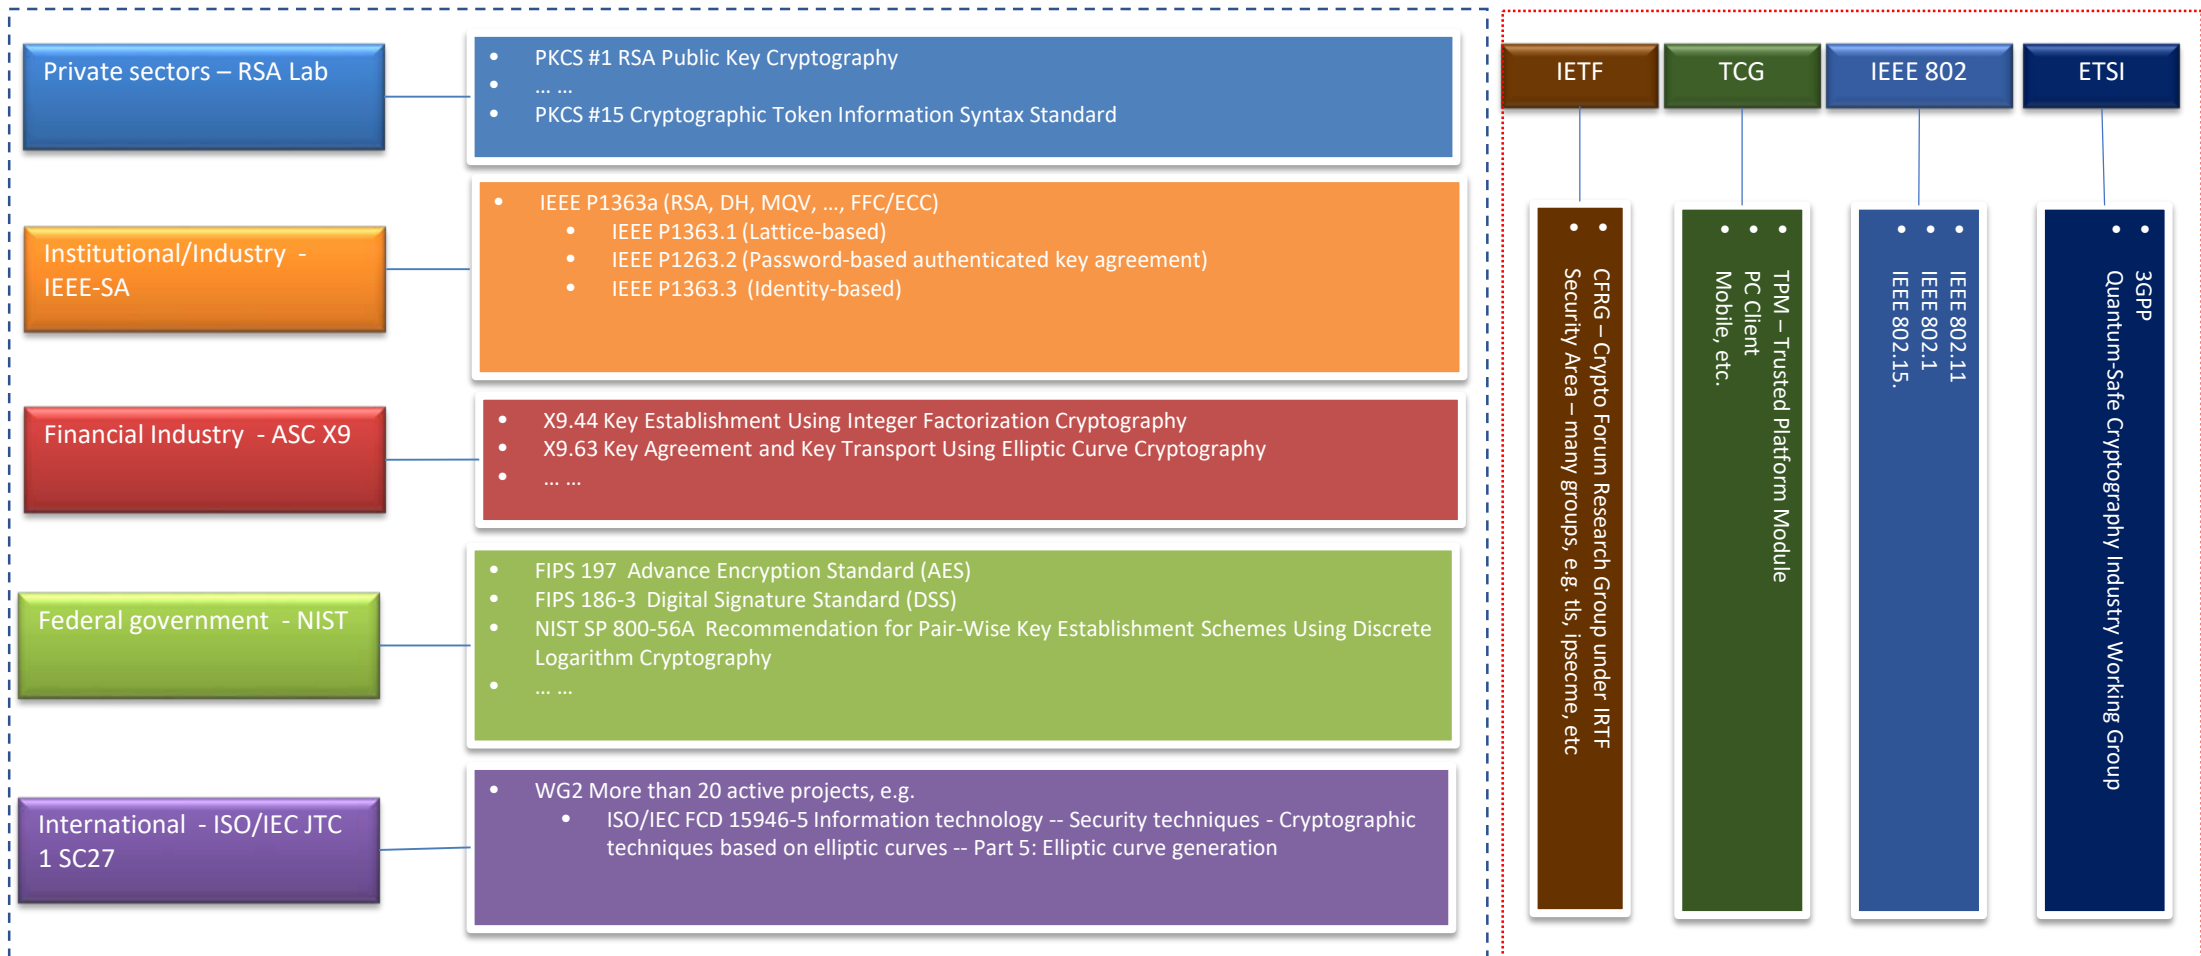 Private sectors – RSA Lab
• PKCS #1 RSA Public Key Cryptography
• … …
• PKCS #15 Cryptographic Token Information Syntax Standard
Institutional/Industry -
IEEE-SA
• IEEE P1363a (RSA, DH, MQV, …, FFC/ECC)
• IEEE P1363.1 (Lattice-based)
• IEEE P1263.2 (Password-based authenticated key agreement)
• IEEE P1363.3 (Identity-based)
Financial Industry - ASC X9
• X9.44 Key Establishment Using Integer Factorization Cryptography
• X9.63 Key Agreement and Key Transport Using Elliptic Curve Cryptography
• … …
Federal government - NIST
• FIPS 197 Advance Encryption Standard (AES)
• FIPS 186-3 Digital Signature Standard (DSS)
• NIST SP 800-56A Recommendation for Pair-Wise Key Establishment Schemes Using Discrete
Logarithm Cryptography
• … …
International - ISO/IEC JTC
1 SC27
• WG2 More than 20 active projects, e.g.
• ISO/IEC FCD 15946-5 Information technology -- Security techniques - Cryptographic
techniques based on elliptic curves -- Part 5: Elliptic curve generation
IETF
• CFRG – Crypto Forum Research Group under IRTF
• Security Area – many groups, e.g. tls, ipsecme, etc
TCG
• TPM – Trusted Platform Module
• PC Client
• Mobile, etc.
IEEE 802
• IEEE 802.11
• IEEE 802.1
• IEEE 802.15.
ETSI
• 3GPP
• Quantum-Safe Cryptography Industry Working Group